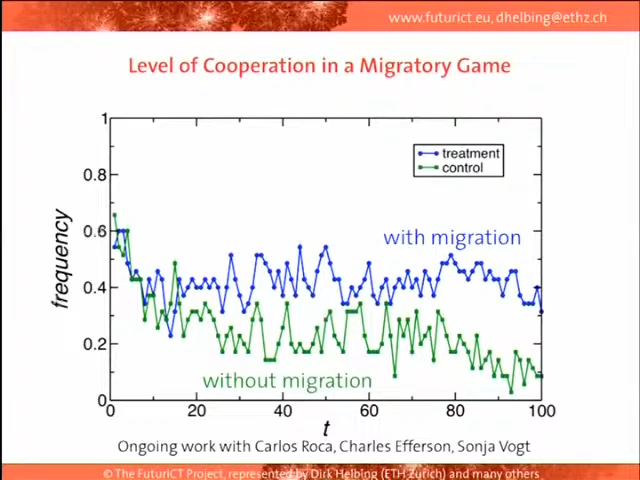 www.futurict.eu, dhelbing@ethz.ch
Level of Cooperation in a Migratory Game
1
0.8
0.6
0.4
0.2
0
frequency
treatment
control
with migration
without migration
0 20 40 60 80 100
t
Ongoing work with Carlos Roca, Charles Efferson, Sonja Vogt
© The FuturICT Project, represented by Dirk Helbing (ETH Zurich) and many others